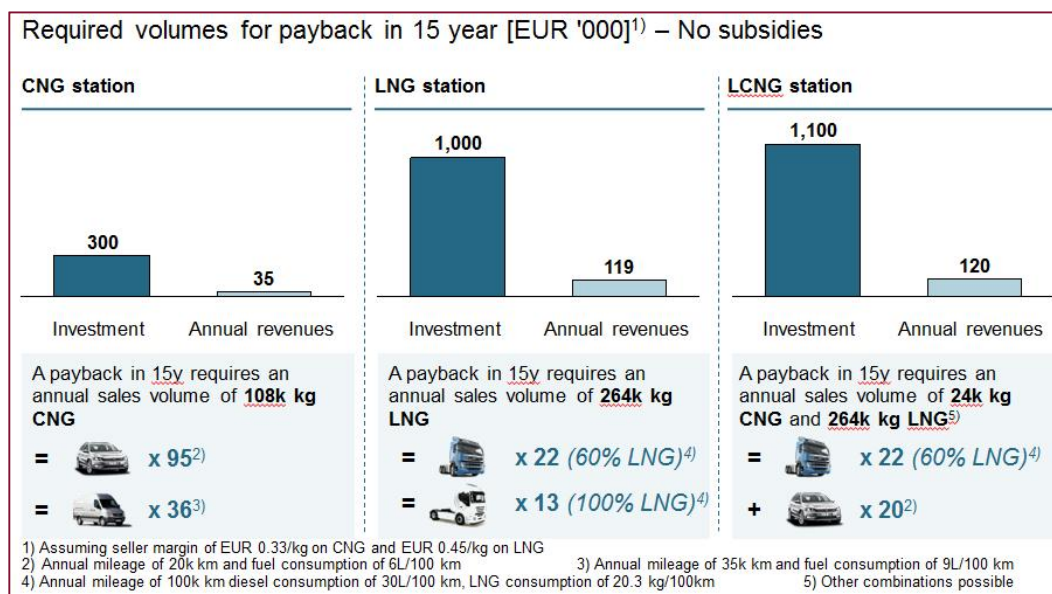 Required volumes for payback in 15 year [EUR '000]1) – No subsidies
CNG station
300
35
Investment Annual revenues
A payback in 15y requires an
annual sales volume of 108k kg
CNG
= x 952)
= x 363)
LNG station
1,000
119
Investment Annual revenues
A payback in 15y requires an
annual sales volume of 264k kg
LNG
= x 22 (60% LNG)4)
= x 13 (100% LNG)4)
LCNG station
1,100
120
Investment Annual revenues
A payback in 15y requires an
annual sales volume of 24k kg
CNG and 264k kg LNG5)
= x 22 (60% LNG)4)
+ x 202)
1) Assuming seller margin of EUR 0.33/kg on CNG and EUR 0.45/kg on LNG
2) Annual mileage of 20k km and fuel consumption of 6L/100 km 3) Annual mileage of 35k km and fuel consumption of 9L/100 km
4) Annual mileage of 100k km diesel consumption of 30L/100 km, LNG consumption of 20.3 kg/100km 5) Other combinations possible